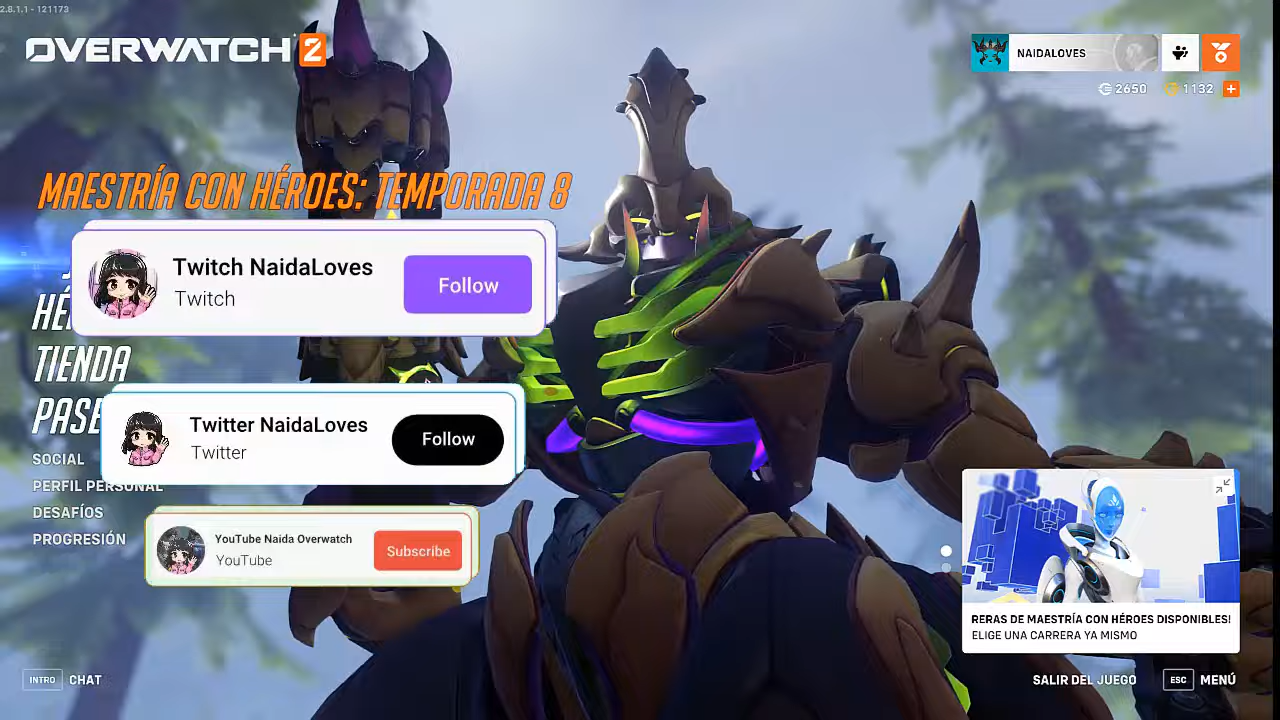 2.8.1.1 - 121173
OVERWATCH 2
NAIDALOVES
2650
1132
+
MAESTRÍA CON HÉROES: TEMPORADA 8
Twitch NaidaLoves
Twitch
Follow
TIENDA
Twitter NaidaLoves
Twitter
Follow
SOCIAL
PERFIL PERSONAL
DESAFÍOS
PROGRESIÓN
YouTube Naida Overwatch
YouTube
Subscribe
RERAS DE MAESTRÍA CON HÉROES DISPONIBLES!
ELIGE UNA CARRERA YA MISMO
INTRO CHAT
SALIR DEL JUEGO
ESC MENÚ